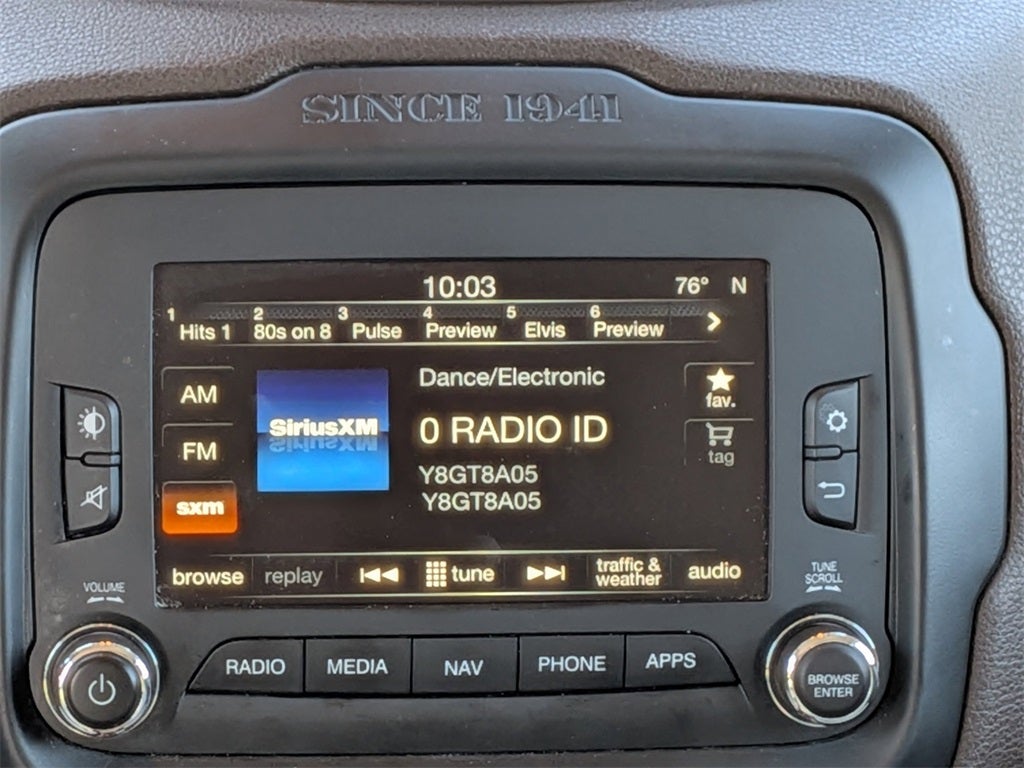 SINCE 1941
10:03 76° N
1 Hits 1 2 80s on 8 3 Pulse 4 Preview 5 Elvis 6 Preview
AM
FM
sxm
SiriusXM
Dance/Electronic
0 RADIO ID
Y8GT8A05
Y8GT8A05
fav.
tag
browse replay tune traffic & weather audio
VOLUME
TUNE
SCROLL
RADIO MEDIA NAV PHONE APPS
BROWSE
ENTER